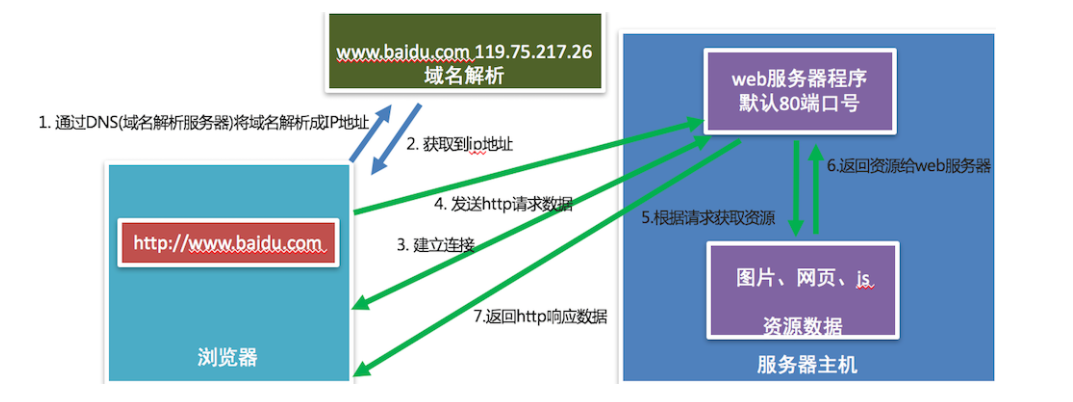 www.baidu.com 119.75.217.26
域名解析
web服务器程序
默认80端口号
1. 通过DNS(域名解析服务器)将域名解析成IP地址
2. 获取到ip地址
6.返回资源给web服务器
4. 发送http请求数据
5.根据请求获取资源
http://www.baidu.com
3. 建立连接
图片、网页、js
7.返回http响应数据
资源数据
浏览器
服务器主机